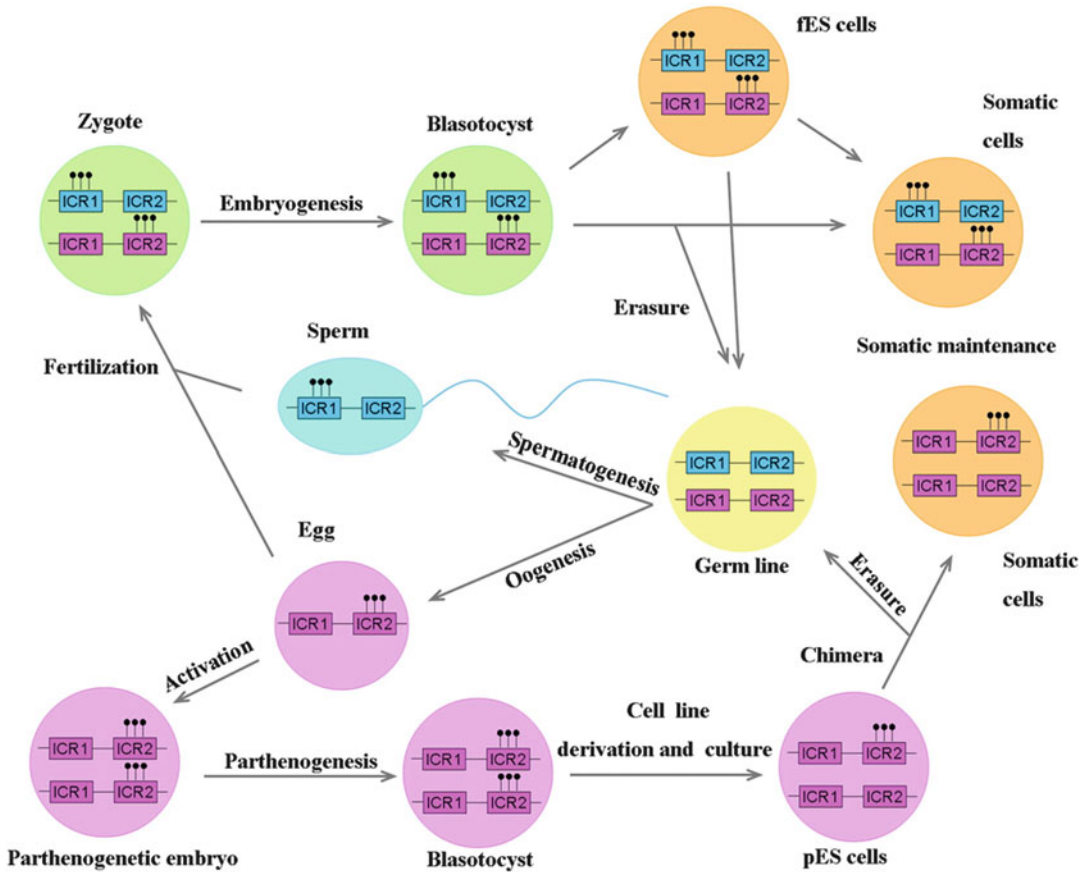 fES cells
ICR1 ICR2
ICR1 ICR2
Somatic
cells
Zygote
Blasotocyst
ICR1 ICR2
ICR1 ICR2
Embryogenesis
ICR1 ICR2
ICR1 ICR2
ICR1 ICR2
ICR1 ICR2
Erasure
Sperm
Somatic maintenance
Fertilization
ICR1 ICR2
Spermatogenesis
ICR1 ICR2
ICR1 ICR2
Germ line
ICR1 ICR2
ICR1 ICR2
Somatic
cells
Egg
Oogenesis
ICR1 ICR2
Erasure
Chimera
Activation
ICR1 ICR2
ICR1 ICR2
Parthenogenetic embryo
Parthenogenesis
ICR1 ICR2
ICR1 ICR2
Blasotocyst
Cell line
derivation and culture
ICR1 ICR2
ICR1 ICR2
pES cells